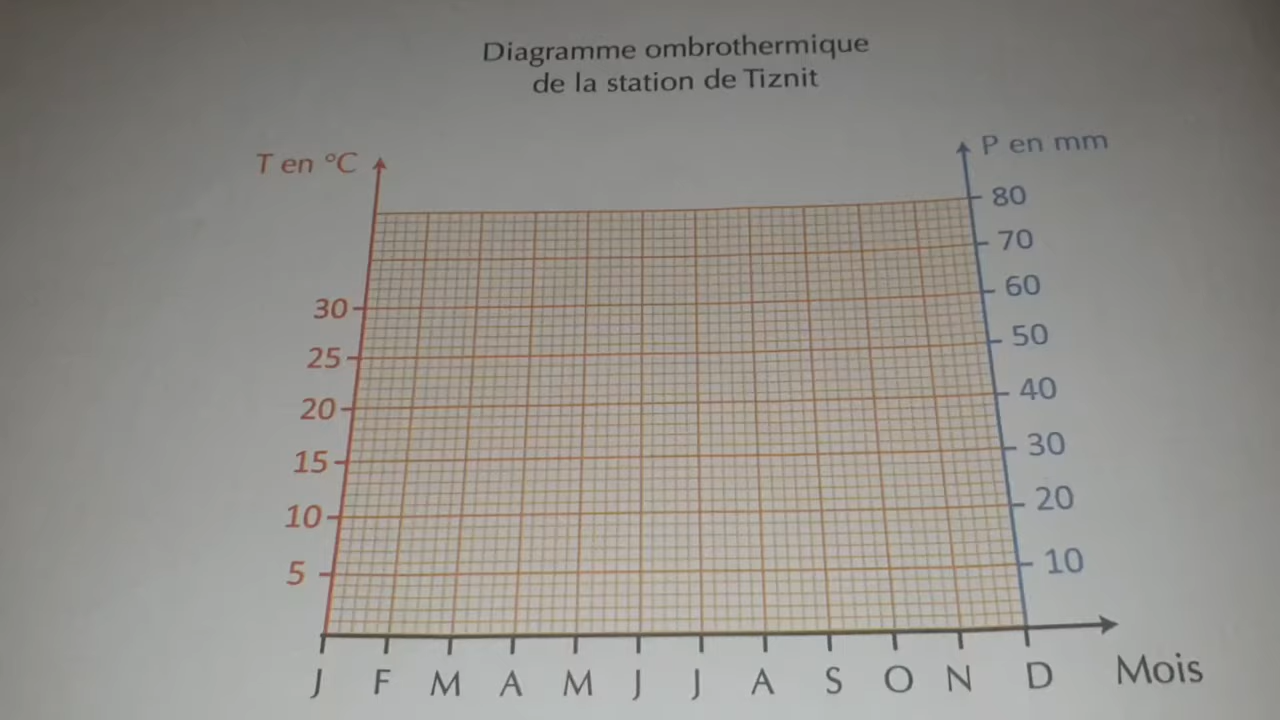 Diagramme ombrothermique
de la station de Tiznit
T en °C
P en mm
80
70
60
50
40
30
20
10
30
25
20
15
10
5
J F M A M J J A S O N D Mois